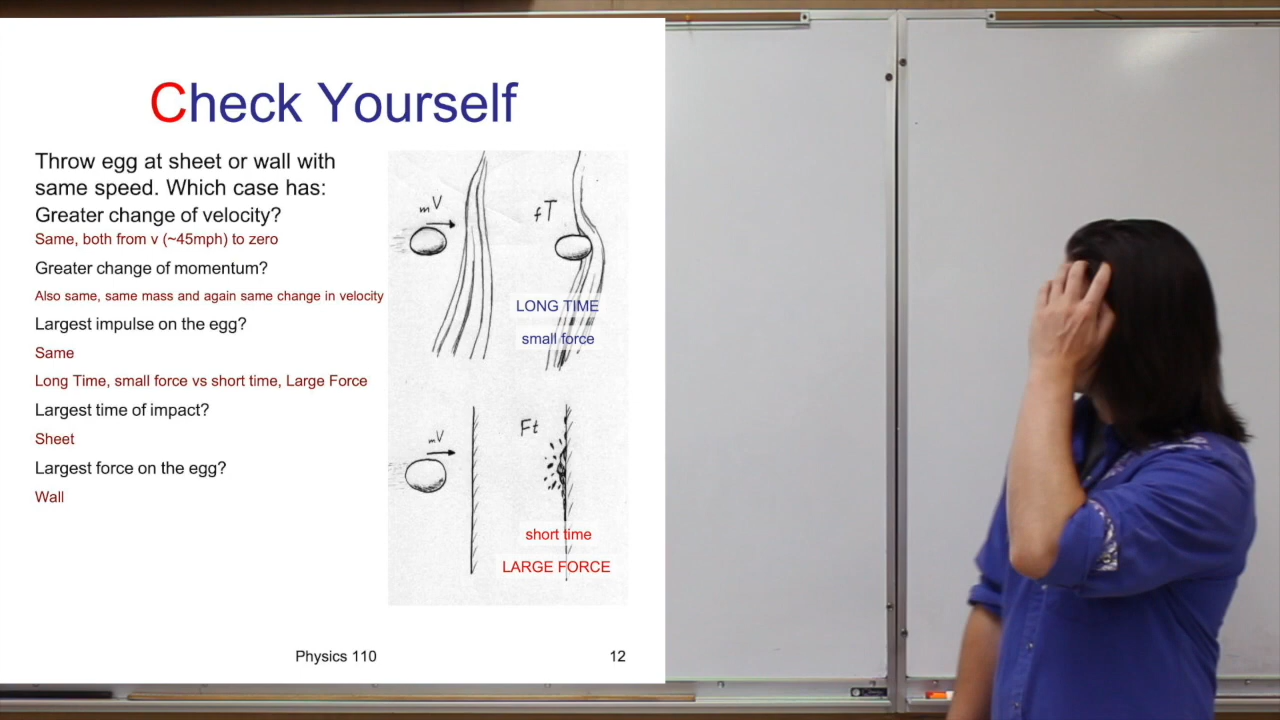 Check Yourself
Throw egg at sheet or wall with
same speed. Which case has:
Greater change of velocity?
Same, both from v (~45mph) to zero
Greater change of momentum?
Also same, same mass and again same change in velocity
Largest impulse on the egg?
Same
Long Time, small force vs short time, Large Force
Largest time of impact?
Sheet
Largest force on the egg?
Wall
mV
fT
LONG TIME
small force
mV
Ft
short time
LARGE FORCE
Physics 110
12